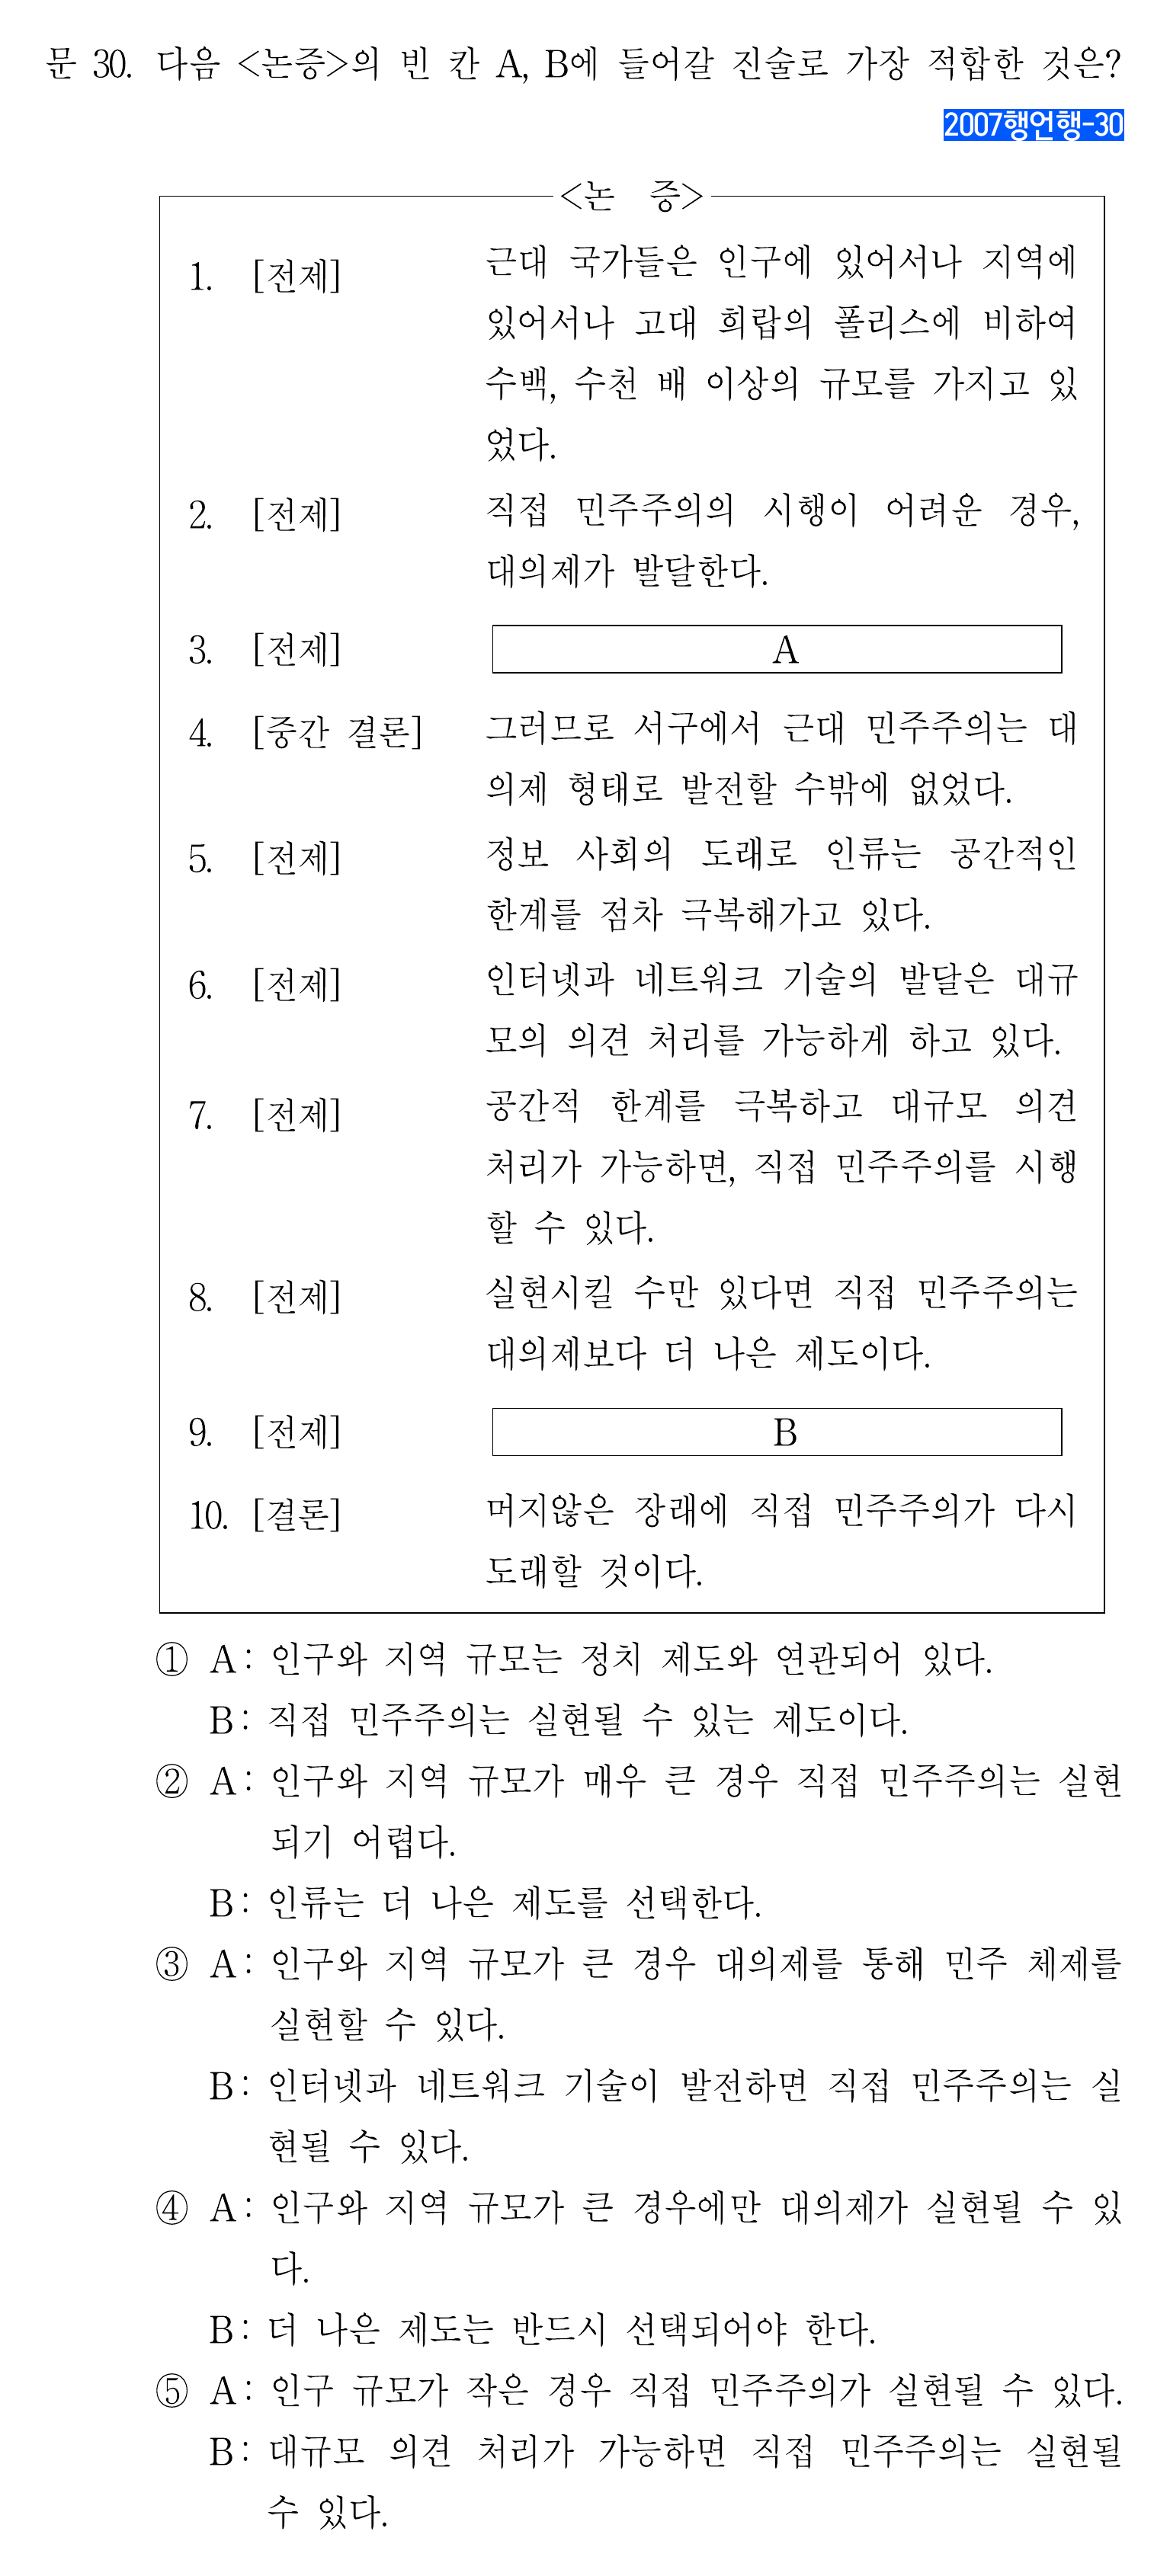 문 30. 다음 <논증>의 빈 칸 A, B에 들어갈 진술로 가장 적합한 것은?
2007행언행-30
<논 증>
1. [전제] 근대 국가들은 인구에 있어서나 지역에
있어서나 고대 희랍의 폴리스에 비하여
수백, 수천 배 이상의 규모를 가지고 있
었다.
2. [전제] 직접 민주주의의 시행이 어려운 경우,
대의제가 발달한다.
3. [전제] A
4. [중간 결론] 그러므로 서구에서 근대 민주주의는 대
의제 형태로 발전할 수밖에 없었다.
5. [전제] 정보 사회의 도래로 인류는 공간적인
한계를 점차 극복해가고 있다.
6. [전제] 인터넷과 네트워크 기술의 발달은 대규
모의 의견 처리를 가능하게 하고 있다.
7. [전제] 공간적 한계를 극복하고 대규모 의견
처리가 가능하면, 직접 민주주의를 시행
할 수 있다.
8. [전제] 실현시킬 수만 있다면 직접 민주주의는
대의제보다 더 나은 제도이다.
9. [전제] B
10. [결론] 머지않은 장래에 직접 민주주의가 다시
도래할 것이다.
① A : 인구와 지역 규모는 정치 제도와 연관되어 있다.
B : 직접 민주주의는 실현될 수 있는 제도이다.
② A : 인구와 지역 규모가 매우 큰 경우 직접 민주주의는 실현
되기 어렵다.
B : 인류는 더 나은 제도를 선택한다.
③ A : 인구와 지역 규모가 큰 경우 대의제를 통해 민주 체제를
실현할 수 있다.
B : 인터넷과 네트워크 기술이 발전하면 직접 민주주의는 실
현될 수 있다.
④ A : 인구와 지역 규모가 큰 경우에만 대의제가 실현될 수 있
다.
B : 더 나은 제도는 반드시 선택되어야 한다.
⑤ A : 인구 규모가 작은 경우 직접 민주주의가 실현될 수 있다.
B : 대규모 의견 처리가 가능하면 직접 민주주의는 실현될
수 있다.